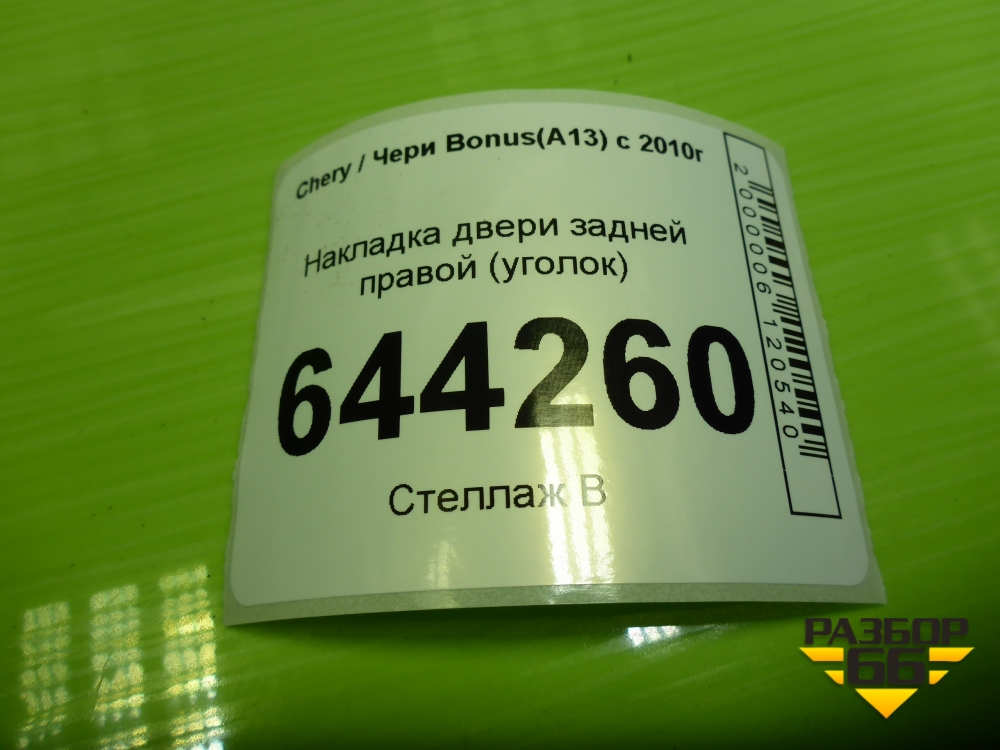 Chery / Чери Bonus(A13) с 2010г
Накладка двери задней
правой (уголок)
644260
Стеллаж В
2000006120540
РАЗБОР
66